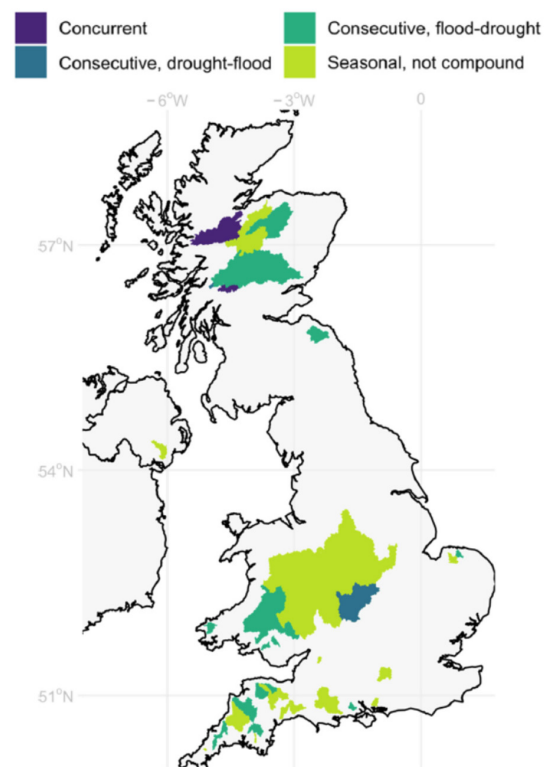 Concurrent
Consecutive, flood-drought
Consecutive, drought-flood
Seasonal, not compound
−6°W
−3°W
0
57°N
54°N
51°N